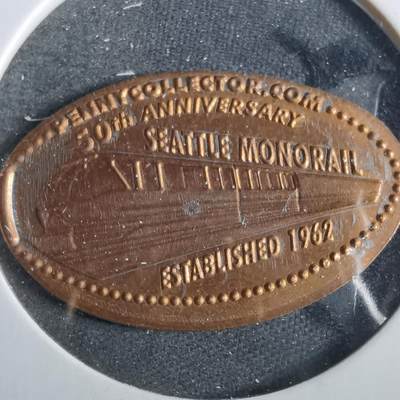 PENNYCOLLECTOR.COM
50TH ANNIVERSARY
SEATTLE MONORAIL
ESTABLISHED 1962